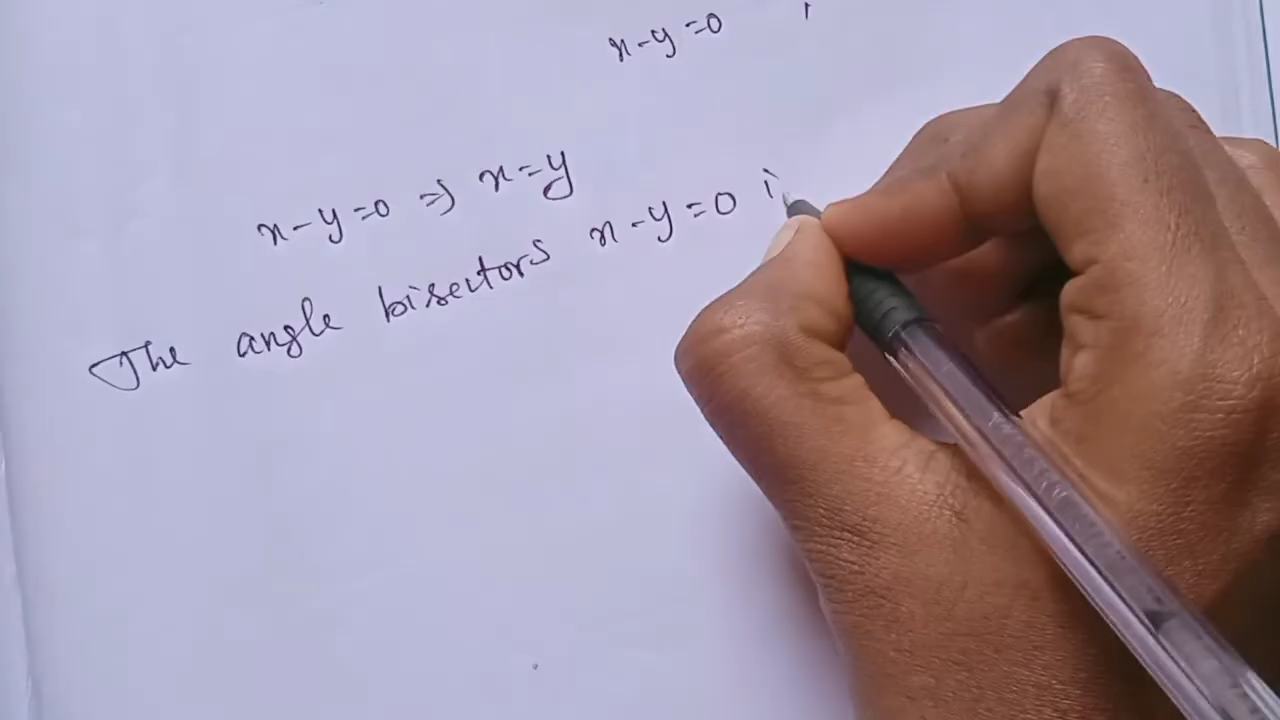 x-y=0
x-y=0 ⇒ x=y
The angle bisectors x-y=0 i